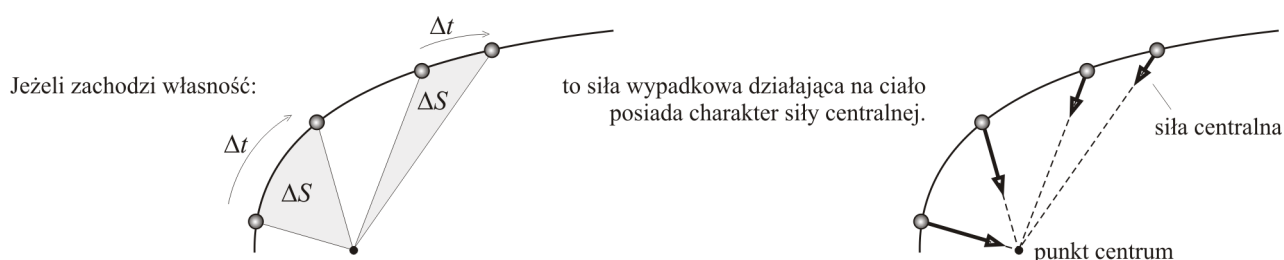 Δt
Jeżeli zachodzi własność:
ΔS
to siła wypadkowa działająca na ciało
posiada charakter siły centralnej.
Δt
ΔS
siła centralna
punkt centrum